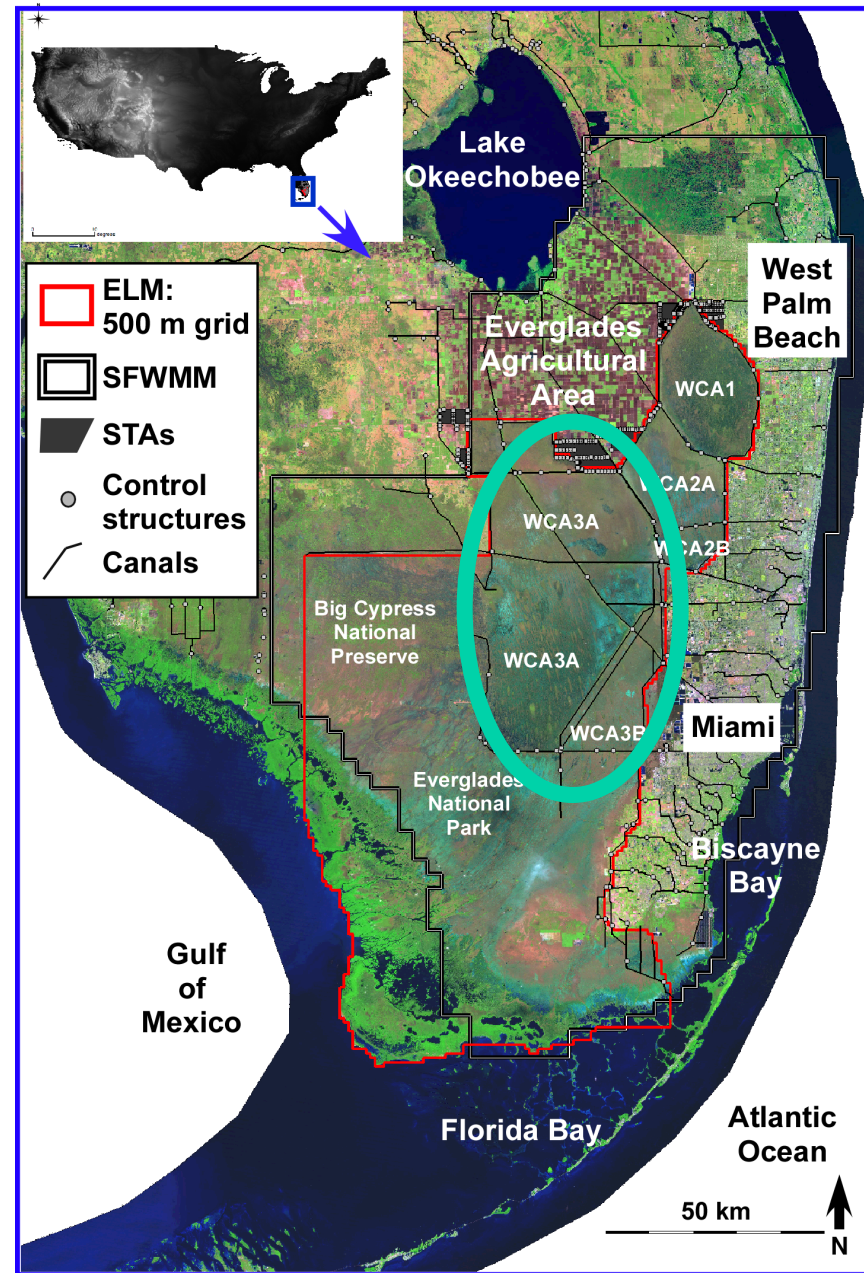 Lake
Okeechobee
West
Palm
Beach
ELM:
500 m grid
SFWMM
STAs
Control
structures
Canals
Everglades
Agricultural
Area
WCA1
WCA2A
WCA3A
WCA2B
Big Cypress
National
Preserve
WCA3A
WCA3B
Miami
Everglades
National
Park
Biscayne
Bay
Gulf
of
Mexico
Florida Bay
Atlantic
Ocean
50 km
N